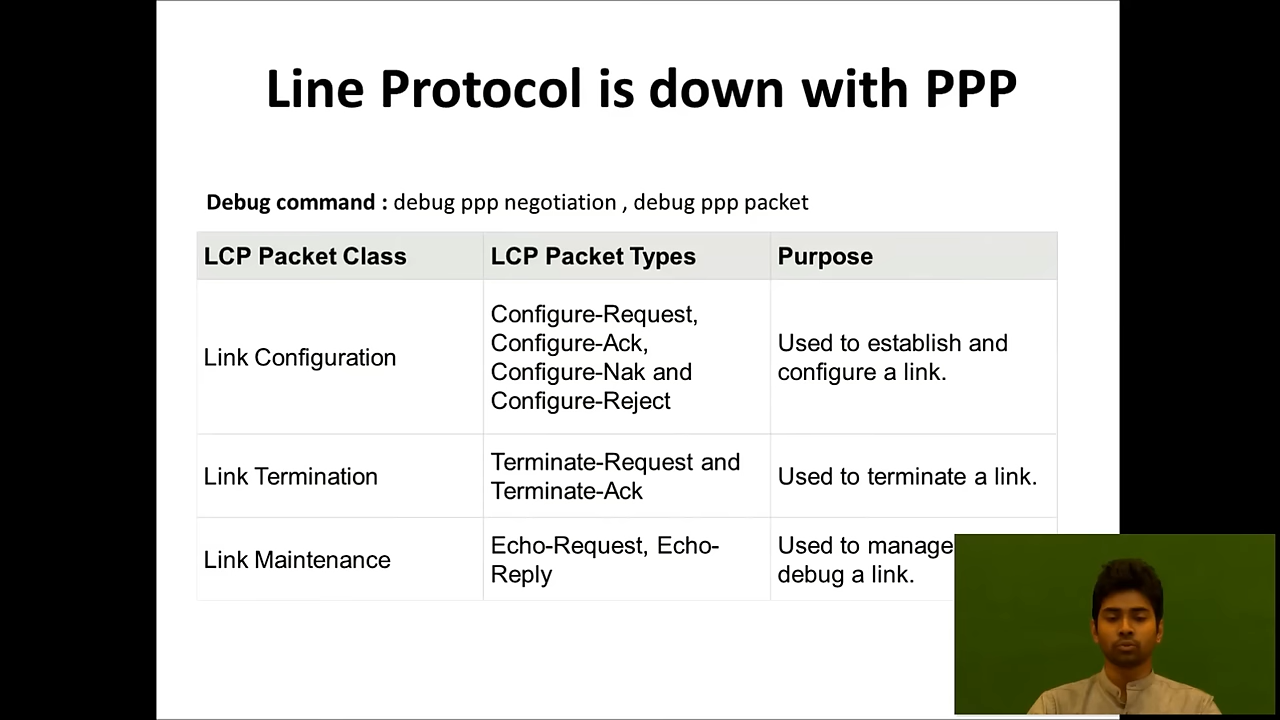 Line Protocol is down with PPP
Debug command : debug ppp negotiation , debug ppp packet
LCP Packet Class
LCP Packet Types
Purpose
Link Configuration
Configure-Request,
Configure-Ack,
Configure-Nak and
Configure-Reject
Used to establish and
configure a link.
Link Termination
Terminate-Request and
Terminate-Ack
Used to terminate a link.
Link Maintenance
Echo-Request, Echo-
Reply
Used to manage
debug a link.